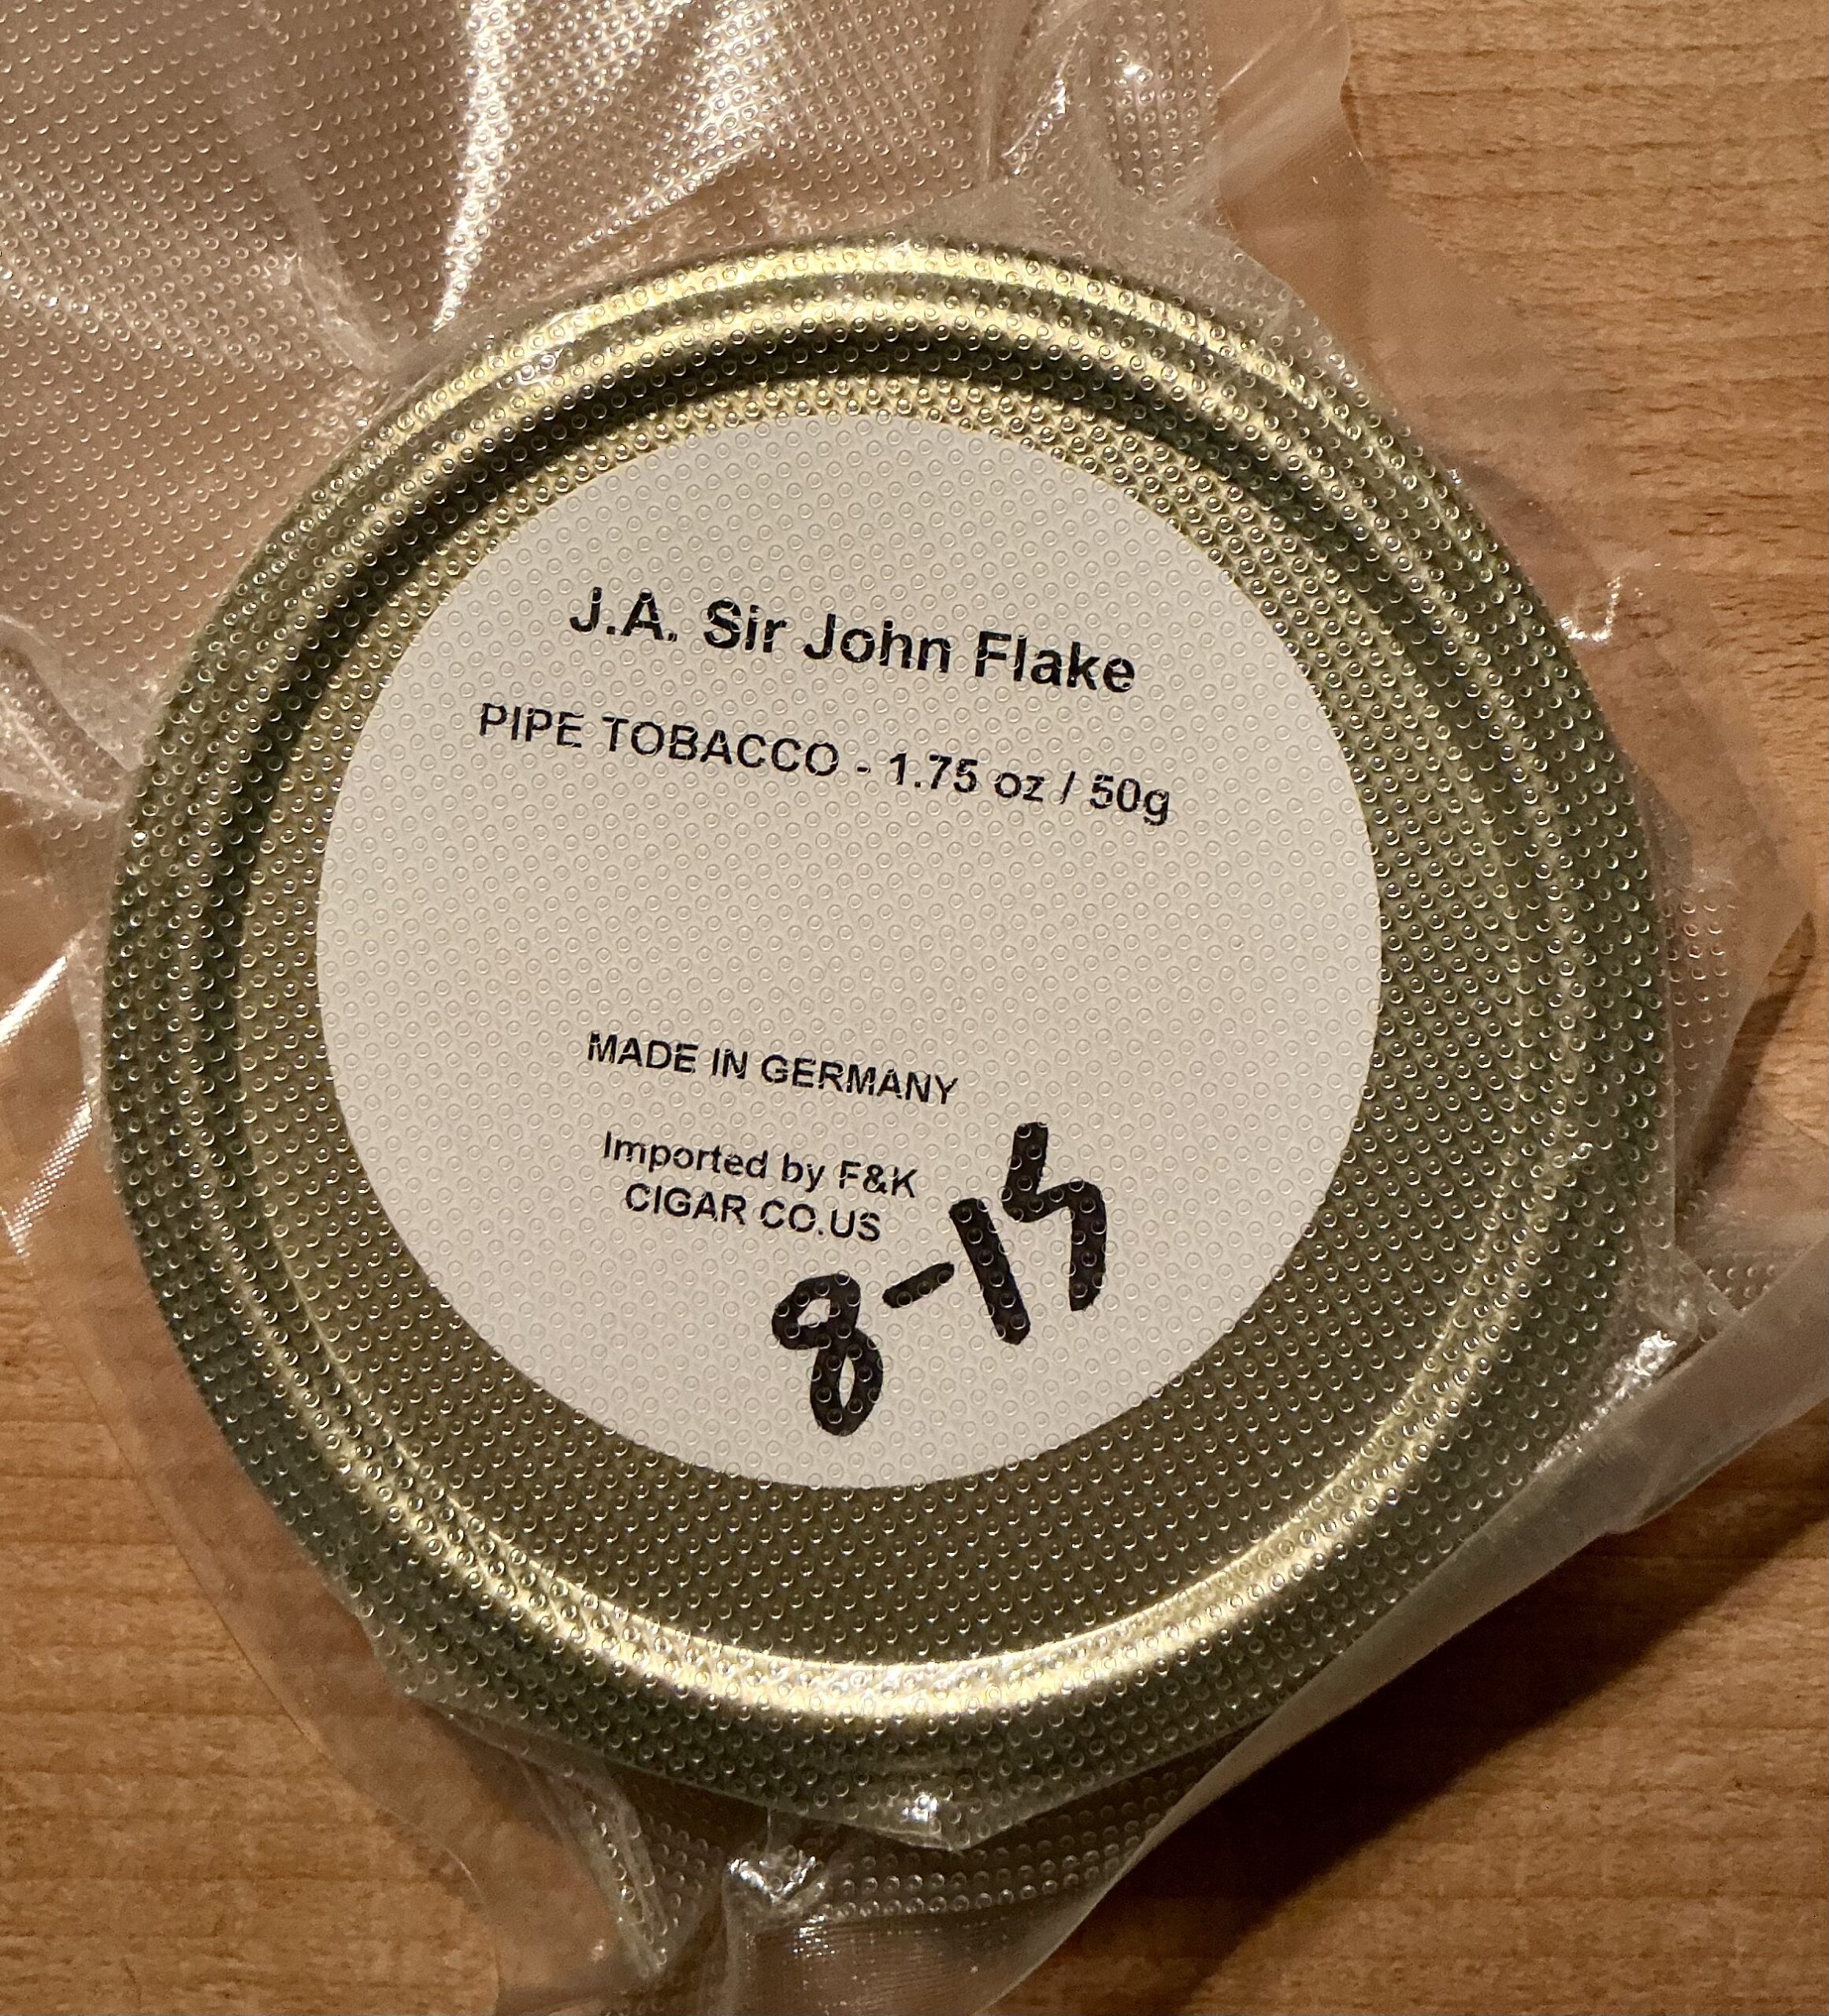 J.A. Sir John Flake
PIPE TOBACCO - 1.75 oz / 50g
MADE IN GERMANY
Imported by F&K
CIGAR CO.US
8-15